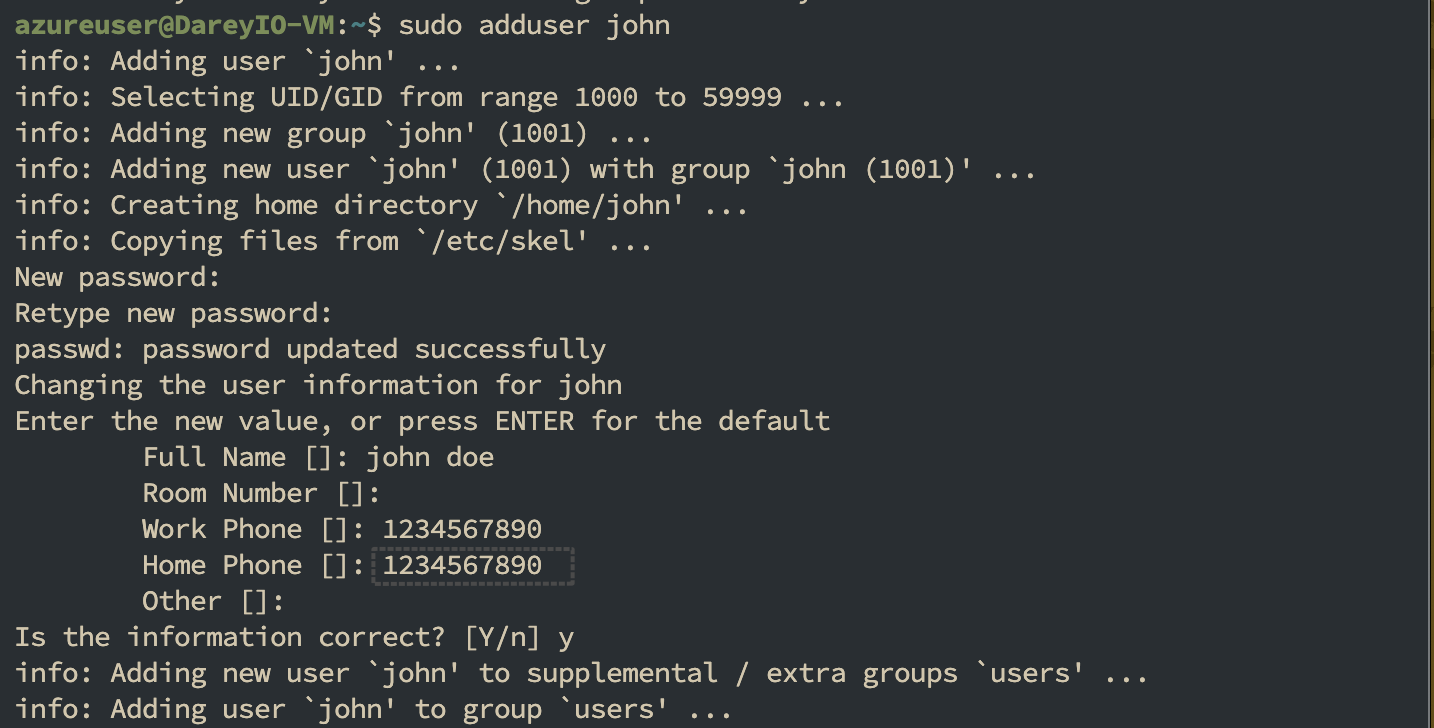 azureuser@DareyIO-VM:~$ sudo adduser john
info: Adding user `john' ...
info: Selecting UID/GID from range 1000 to 59999 ...
info: Adding new group `john' (1001) ...
info: Adding new user `john' (1001) with group `john (1001)' ...
info: Creating home directory `/home/john' ...
info: Copying files from `/etc/skel' ...
New password:
Retype new password:
passwd: password updated successfully
Changing the user information for john
Enter the new value, or press ENTER for the default
        Full Name []: john doe
        Room Number []:
        Work Phone []: 1234567890
        Home Phone []: 1234567890
        Other []:
Is the information correct? [Y/n] y
info: Adding new user `john' to supplemental / extra groups `users' ...
info: Adding user `john' to group `users' ...